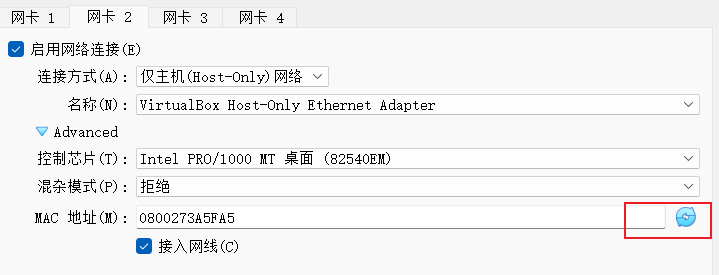 网卡 1 网卡 2 网卡 3 网卡 4
启用网络连接(E)
连接方式(A): 仅主机(Host-Only)网络
名称(N): VirtualBox Host-Only Ethernet Adapter
Advanced
控制芯片(T): Intel PRO/1000 MT 桌面 (82540EM)
混杂模式(P): 拒绝
MAC 地址(M): 0800273A5FA5
接入网线(C)